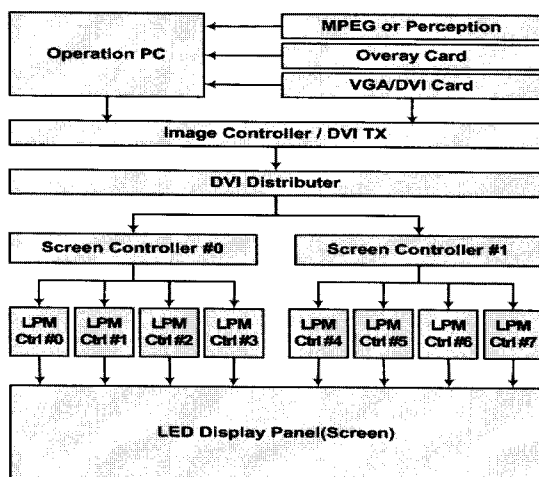 Operation PC
MPEG or Perception
Overay Card
VGA/DVI Card
Image Controller / DVI TX
DVI Distributer
Screen Controller #0
Screen Controller #1
LPM
Ctrl #0
LPM
Ctrl #1
LPM
Ctrl #2
LPM
Ctrl #3
LPM
Ctrl #4
LPM
Ctrl #5
LPM
Ctrl #6
LPM
Ctrl #7
LED Display Panel(Screen)